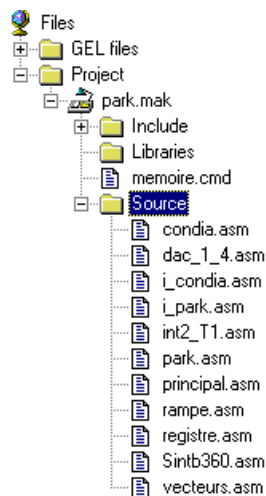 Files
GEL files
Project
park.mak
Include
Libraries
memoire.cmd
Source
condia.asm
dac_1_4.asm
i_condia.asm
i_park.asm
int2_T1.asm
park.asm
principal.asm
rampe.asm
registre.asm
Sintb360.asm
vecteurs.asm